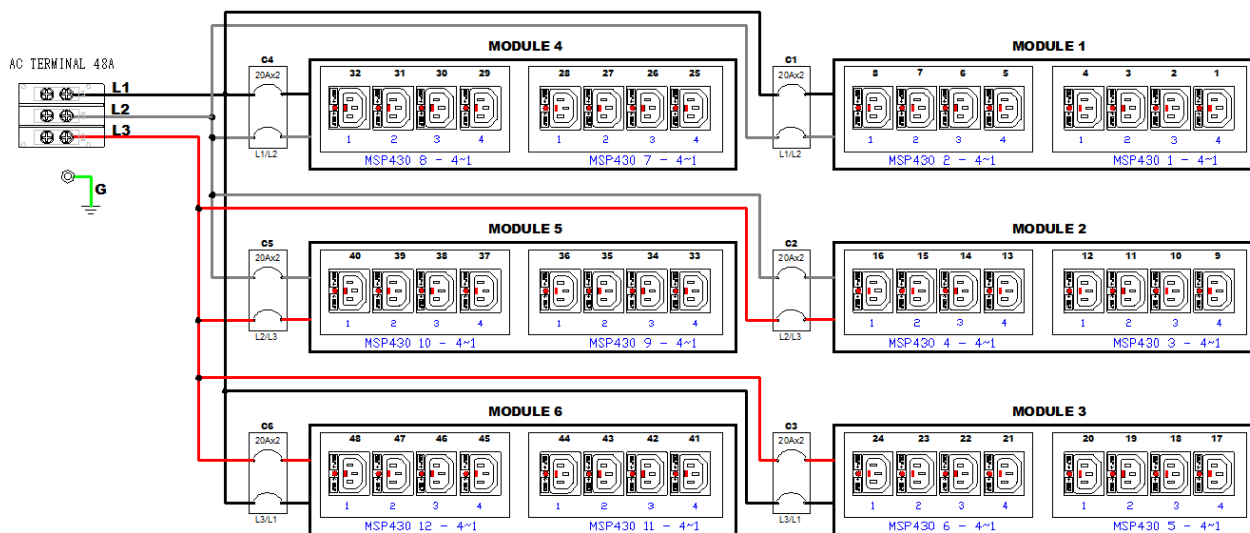 MODULE 4
MODULE 1
AC TERMINAL 48A
L1
L2
L3
G
C4
20Ax2
L1/L2
32 31 30 29 28 27 26 25
1 2 3 4 1 2 3 4
MSP430 8 - 4~1 MSP430 7 - 4~1
C1
20Ax2
L1/L2
8 7 6 5 4 3 2 1
1 2 3 4 1 2 3 4
MSP430 2 - 4~1 MSP430 1 - 4~1
MODULE 5
MODULE 2
C5
20Ax2
L2/L3
40 39 38 37 36 35 34 33
1 2 3 4 1 2 3 4
MSP430 10 - 4~1 MSP430 9 - 4~1
C2
20Ax2
L2/L3
16 15 14 13 12 11 10 9
1 2 3 4 1 2 3 4
MSP430 4 - 4~1 MSP430 3 - 4~1
MODULE 6
MODULE 3
C6
20Ax2
L3/L1
48 47 46 45 44 43 42 41
1 2 3 4 1 2 3 4
MSP430 12 - 4~1 MSP430 11 - 4~1
C3
20Ax2
L3/L1
24 23 22 21 20 19 18 17
1 2 3 4 1 2 3 4
MSP430 6 - 4~1 MSP430 5 - 4~1